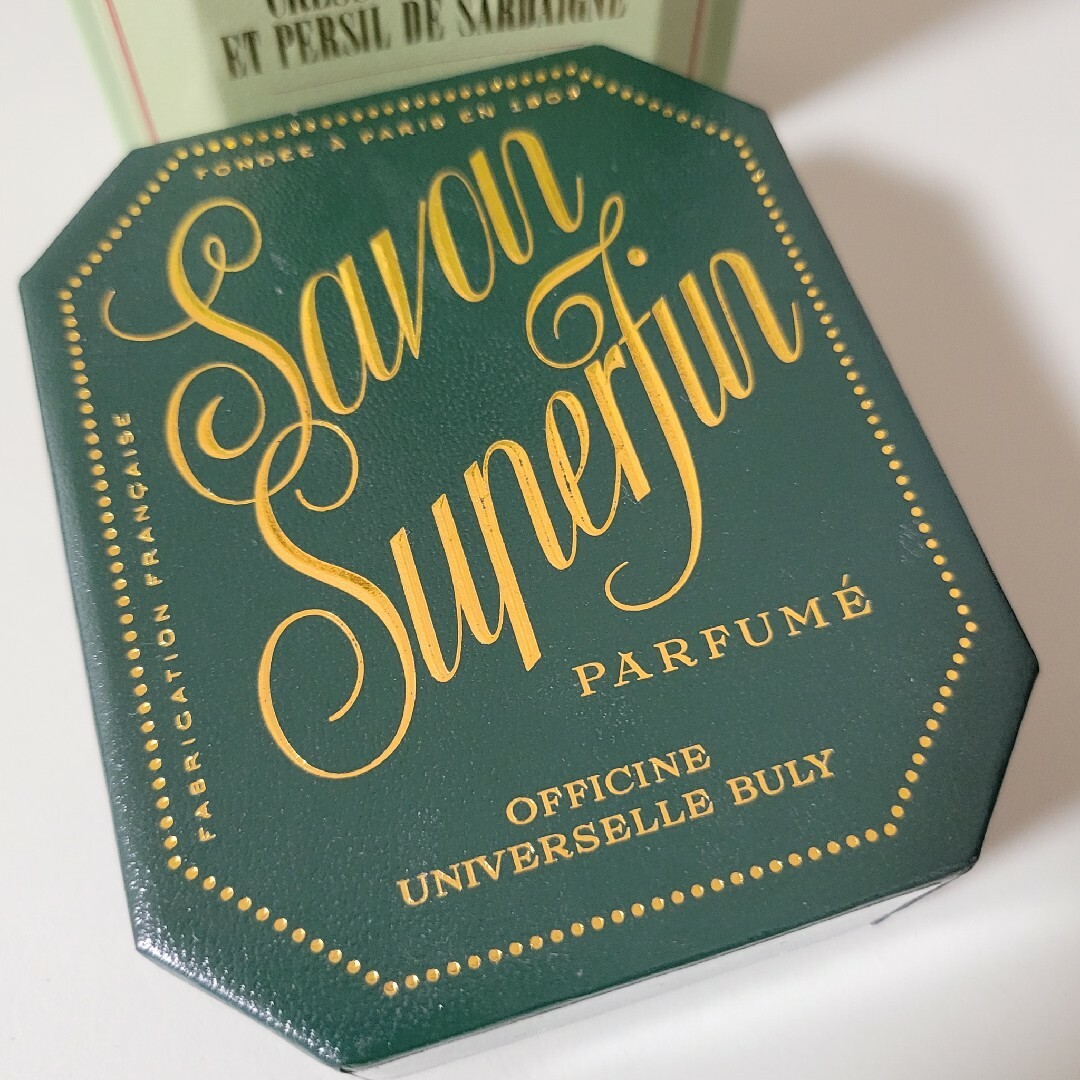 ET PERSIL DE SARDAIGNE
FONDÉE À PARIS EN 1803
Savon
Superfin
PARFUMÉ
OFFICINE
UNIVERSELLE BULY
FABRICATION FRANÇAISE